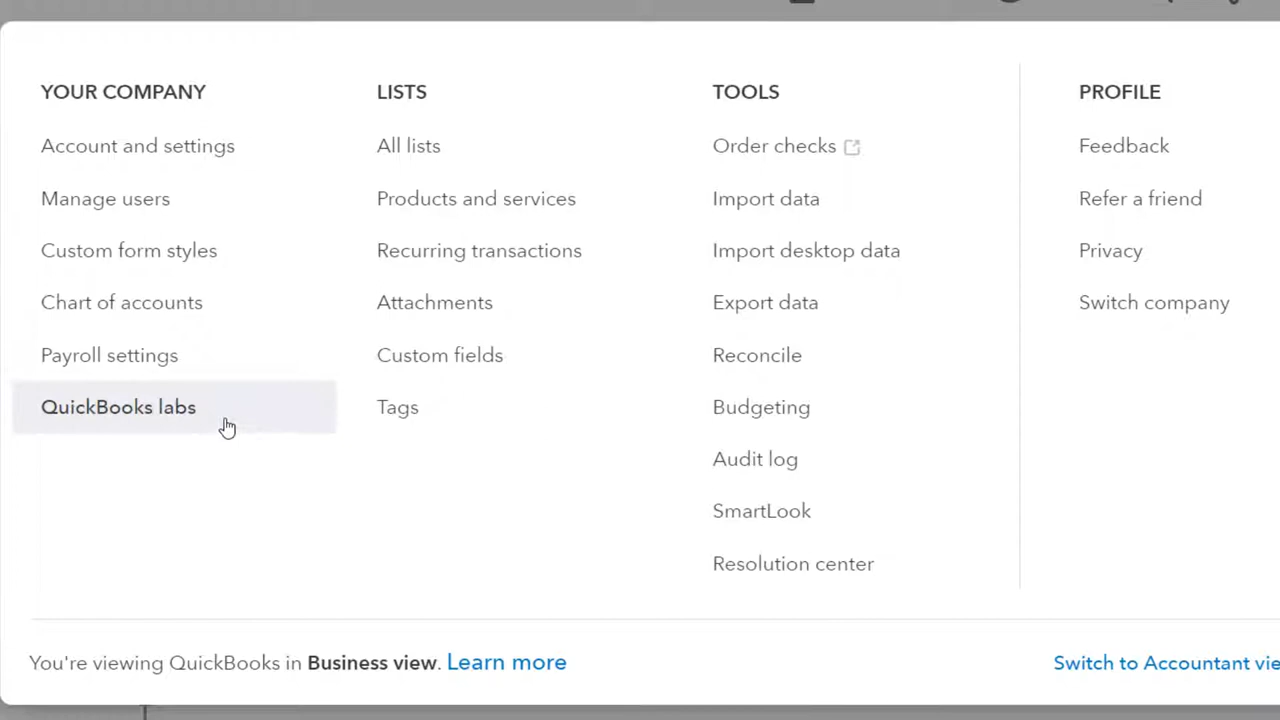 YOUR COMPANY
Account and settings
Manage users
Custom form styles
Chart of accounts
Payroll settings
QuickBooks labs
LISTS
All lists
Products and services
Recurring transactions
Attachments
Custom fields
Tags
TOOLS
Order checks
Import data
Import desktop data
Export data
Reconcile
Budgeting
Audit log
SmartLook
Resolution center
PROFILE
Feedback
Refer a friend
Privacy
Switch company
You're viewing QuickBooks in Business view. Learn more
Switch to Accountant vie